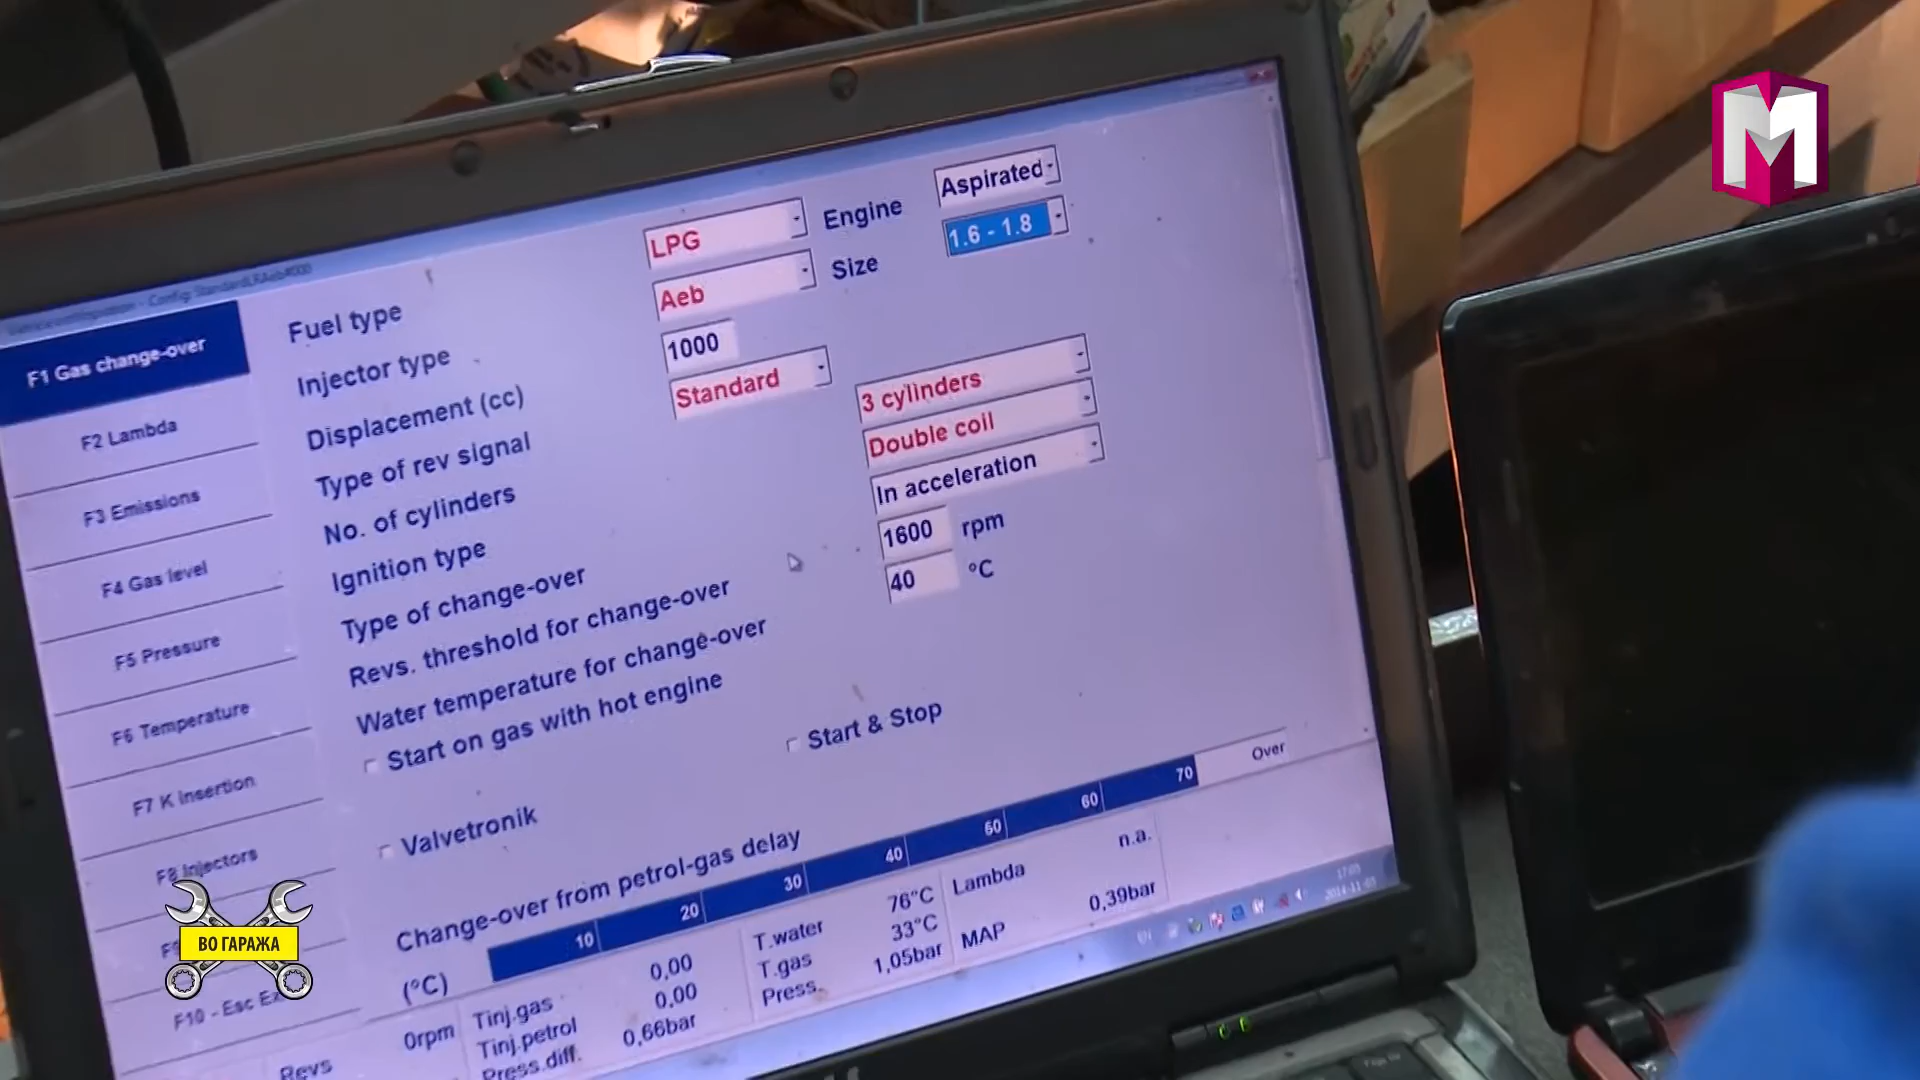 Fuel type LPG Engine Aspirated
Injector type Aeb Size 1.6 - 1.8
Displacement (cc) 1000
Type of rev signal Standard
No. of cylinders 3 cylinders
Ignition type Double coil
Type of change-over In acceleration
Revs. threshold for change-over 1600 rpm
Water temperature for change-over 40 °C
Start on gas with hot engine
Start & Stop
Valvetronik
Change-over from petrol-gas delay
(°C) 10 20 30 40 50 60 70 Over
F1 Gas change-over
F2 Lambda
F3 Emissions
F4 Gas level
F5 Pressure
F6 Temperature
F7 K Insertion
F8 Injectors
F10 - Esc
Revs 0rpm
Tinj.gas 0,00
Tinj.petrol 0,00
Press.diff. 0,66bar
T.water 76°C
T.gas 33°C
Press. 1,05bar
Lambda n.a.
MAP 0,39bar
17:03
M
ВО ГАРАЖА